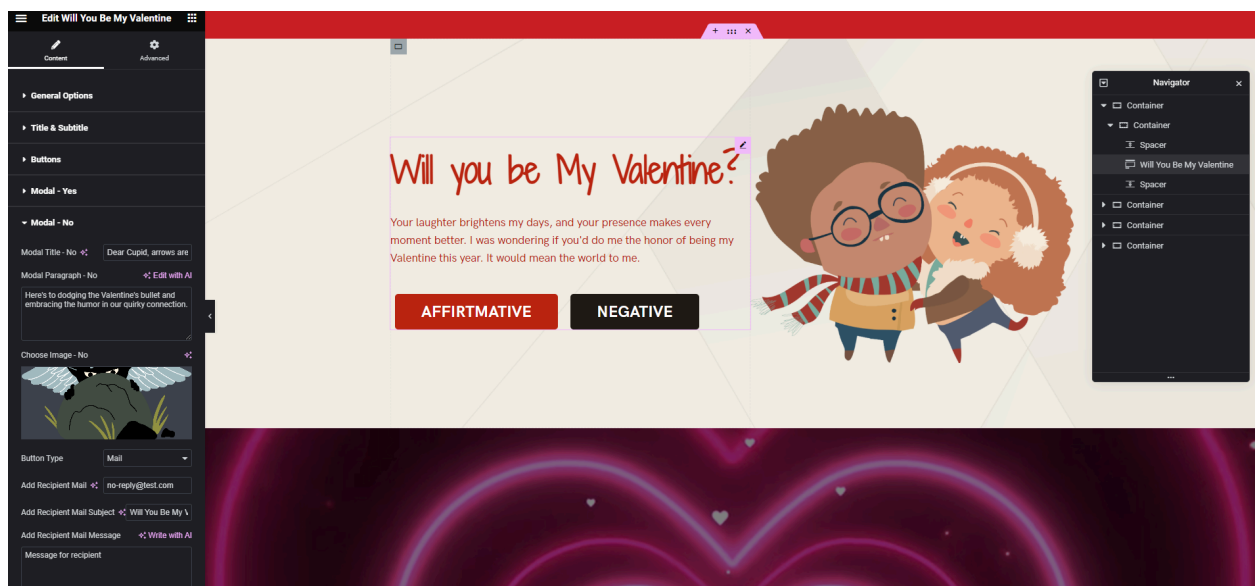 Edit Will You Be My Valentine
Content
Advanced
General Options
Title & Subtitle
Buttons
Modal - Yes
Modal - No
Modal Title - No
Dear Cupid, arrows are
Modal Paragraph - No
Edit with AI
Here's to dodging the Valentine's bullet and
embracing the humor in our quirky connection.
Choose Image - No
Button Type
Mail
Add Recipient Mail
no-reply@test.com
Add Recipient Mail Subject
Will You Be My
Add Recipient Mail Message
Write with AI
Message for recipient
Will you be My Valentine?
Your laughter brightens my days, and your presence makes every
moment better. I was wondering if you'd do me the honor of being my
Valentine this year. It would mean the world to me.
AFFIRTMATIVE
NEGATIVE
Navigator
Container
Container
Spacer
Will You Be My Valentine
Spacer
Container
Container
Container